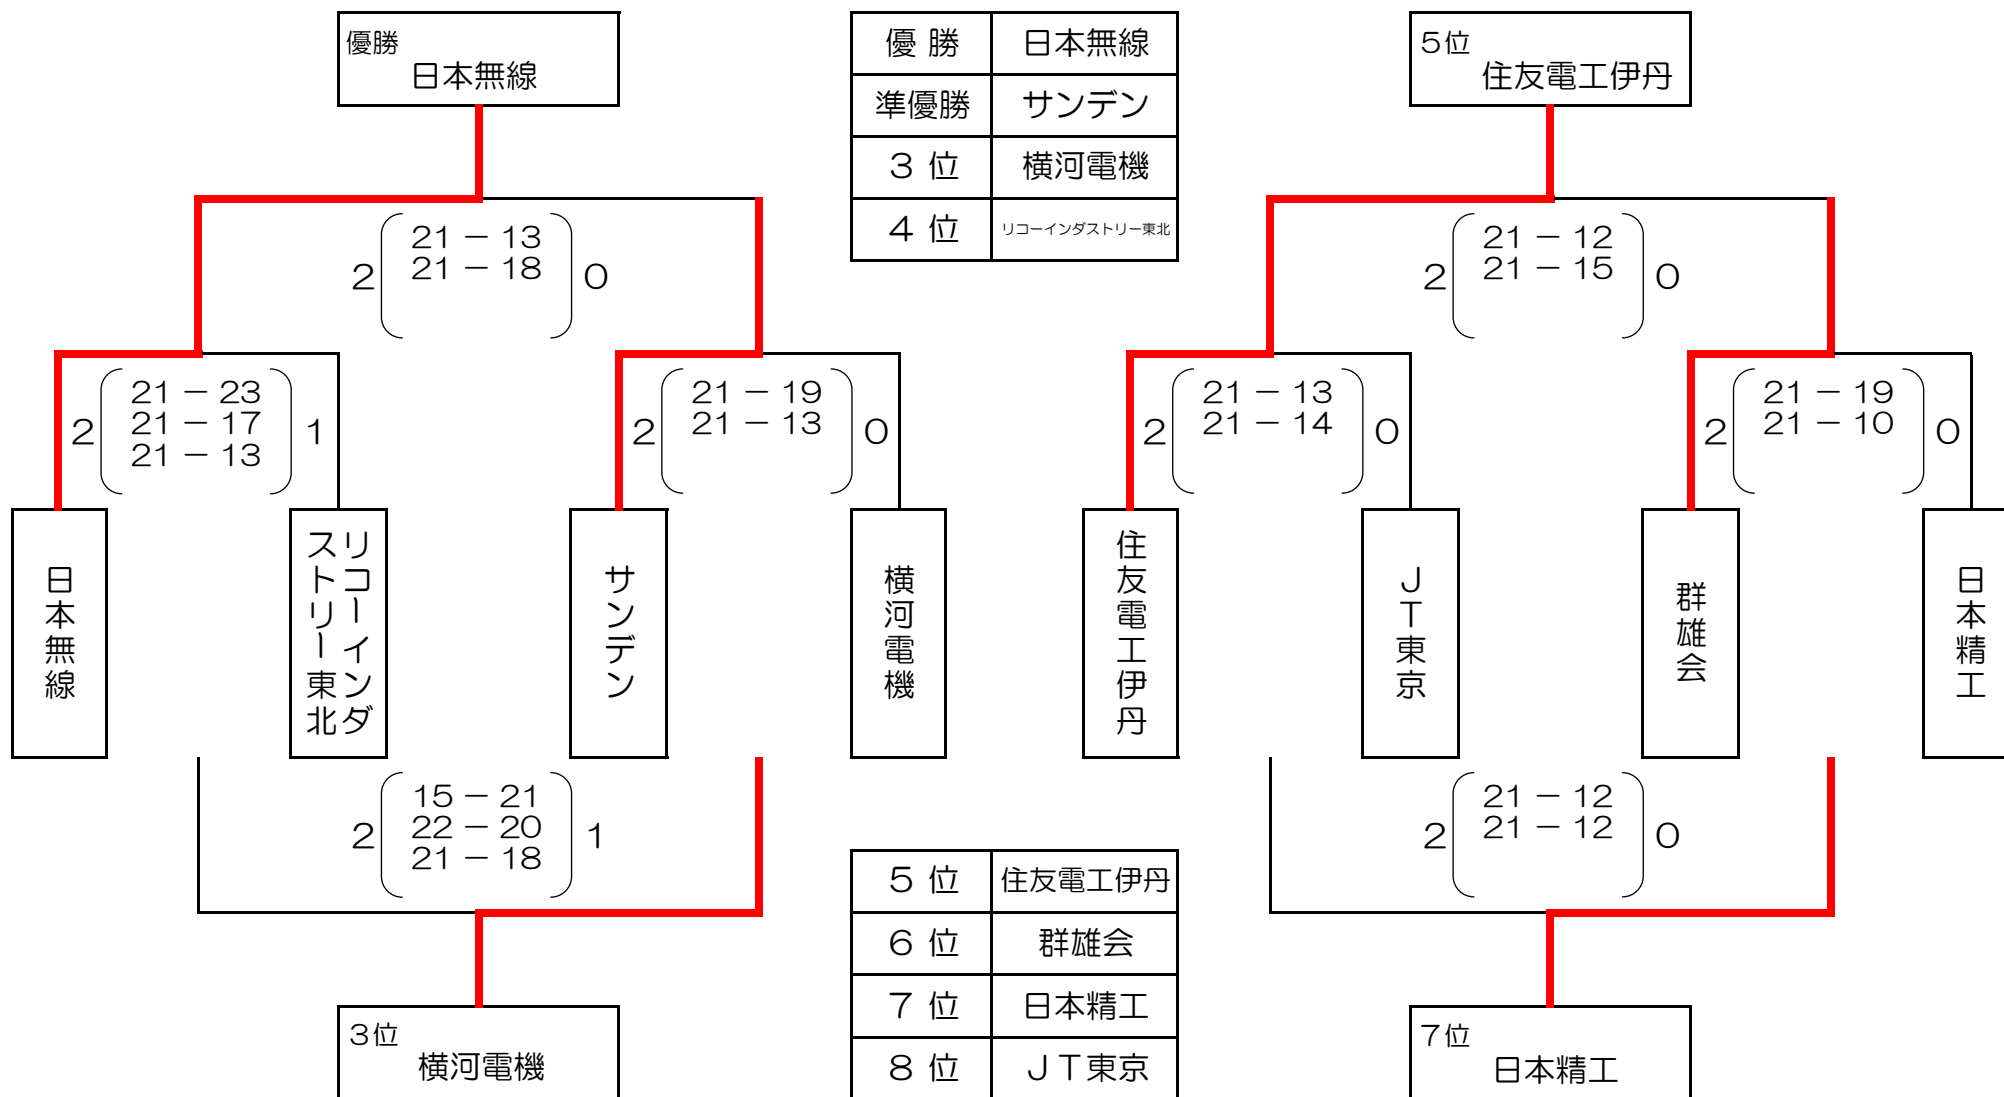 優勝
日本無線
優 勝 日本無線
準優勝 サンデン
３ 位 横河電機
４ 位 リコーインダストリー東北
５位
住友電工伊丹
2 21 － 13 0
21 － 18
2 21 － 12 0
21 － 15
2 21 － 23 1
21 － 17
21 － 13
2 21 － 19 0
21 － 13
2 21 － 13 0
21 － 14
2 21 － 19 0
21 － 10
日本無線
リコーインダ
ストリー東北
サンデン
横河電機
住友電工伊丹
ＪＴ東京
群雄会
日本精工
2 15 － 21 1
22 － 20
21 － 18
2 21 － 12 0
21 － 12
５ 位 住友電工伊丹
６ 位 群雄会
７ 位 日本精工
８ 位 ＪＴ東京
３位
横河電機
７位
日本精工